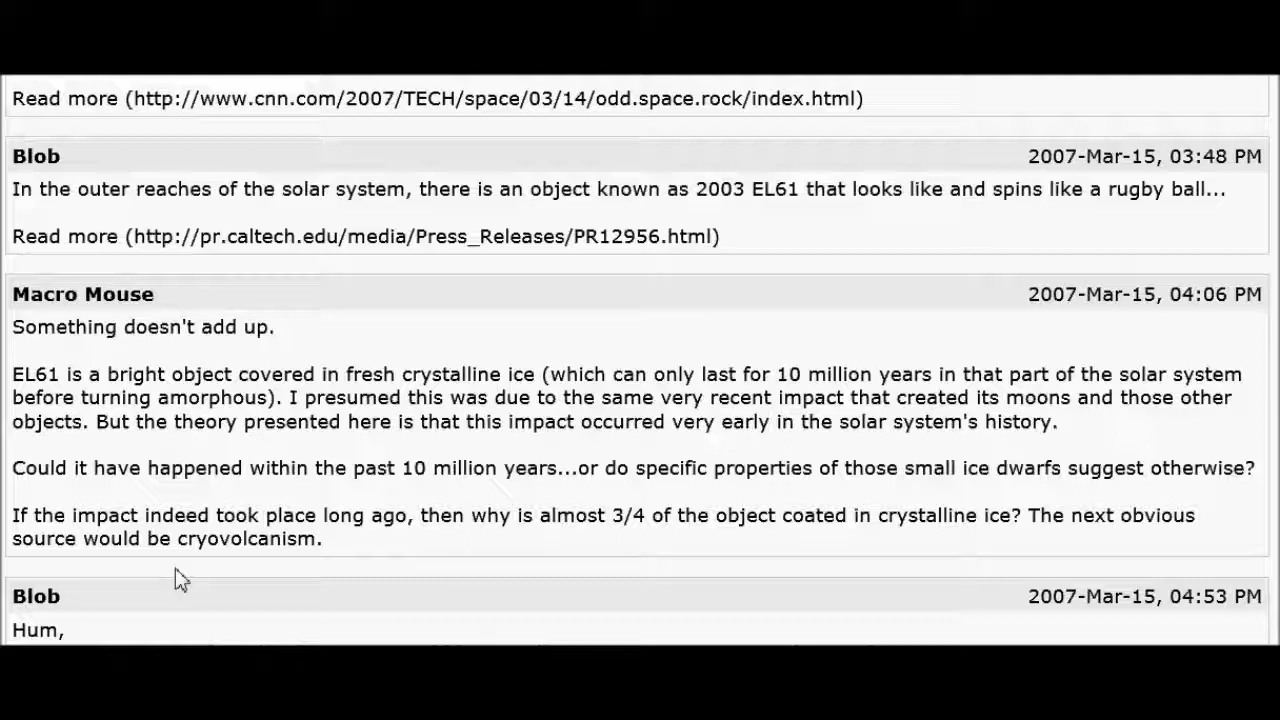 Read more (http://www.cnn.com/2007/TECH/space/03/14/odd.space.rock/index.html)
Blob 2007-Mar-15, 03:48 PM
In the outer reaches of the solar system, there is an object known as 2003 EL61 that looks like and spins like a rugby ball...
Read more (http://pr.caltech.edu/media/Press_Releases/PR12956.html)
Macro Mouse 2007-Mar-15, 04:06 PM
Something doesn't add up.
EL61 is a bright object covered in fresh crystalline ice (which can only last for 10 million years in that part of the solar system
before turning amorphous). I presumed this was due to the same very recent impact that created its moons and those other
objects. But the theory presented here is that this impact occurred very early in the solar system's history.
Could it have happened within the past 10 million years...or do specific properties of those small ice dwarfs suggest otherwise?
If the impact indeed took place long ago, then why is almost 3/4 of the object coated in crystalline ice? The next obvious
source would be cryovolcanism.
Blob 2007-Mar-15, 04:53 PM
Hum,